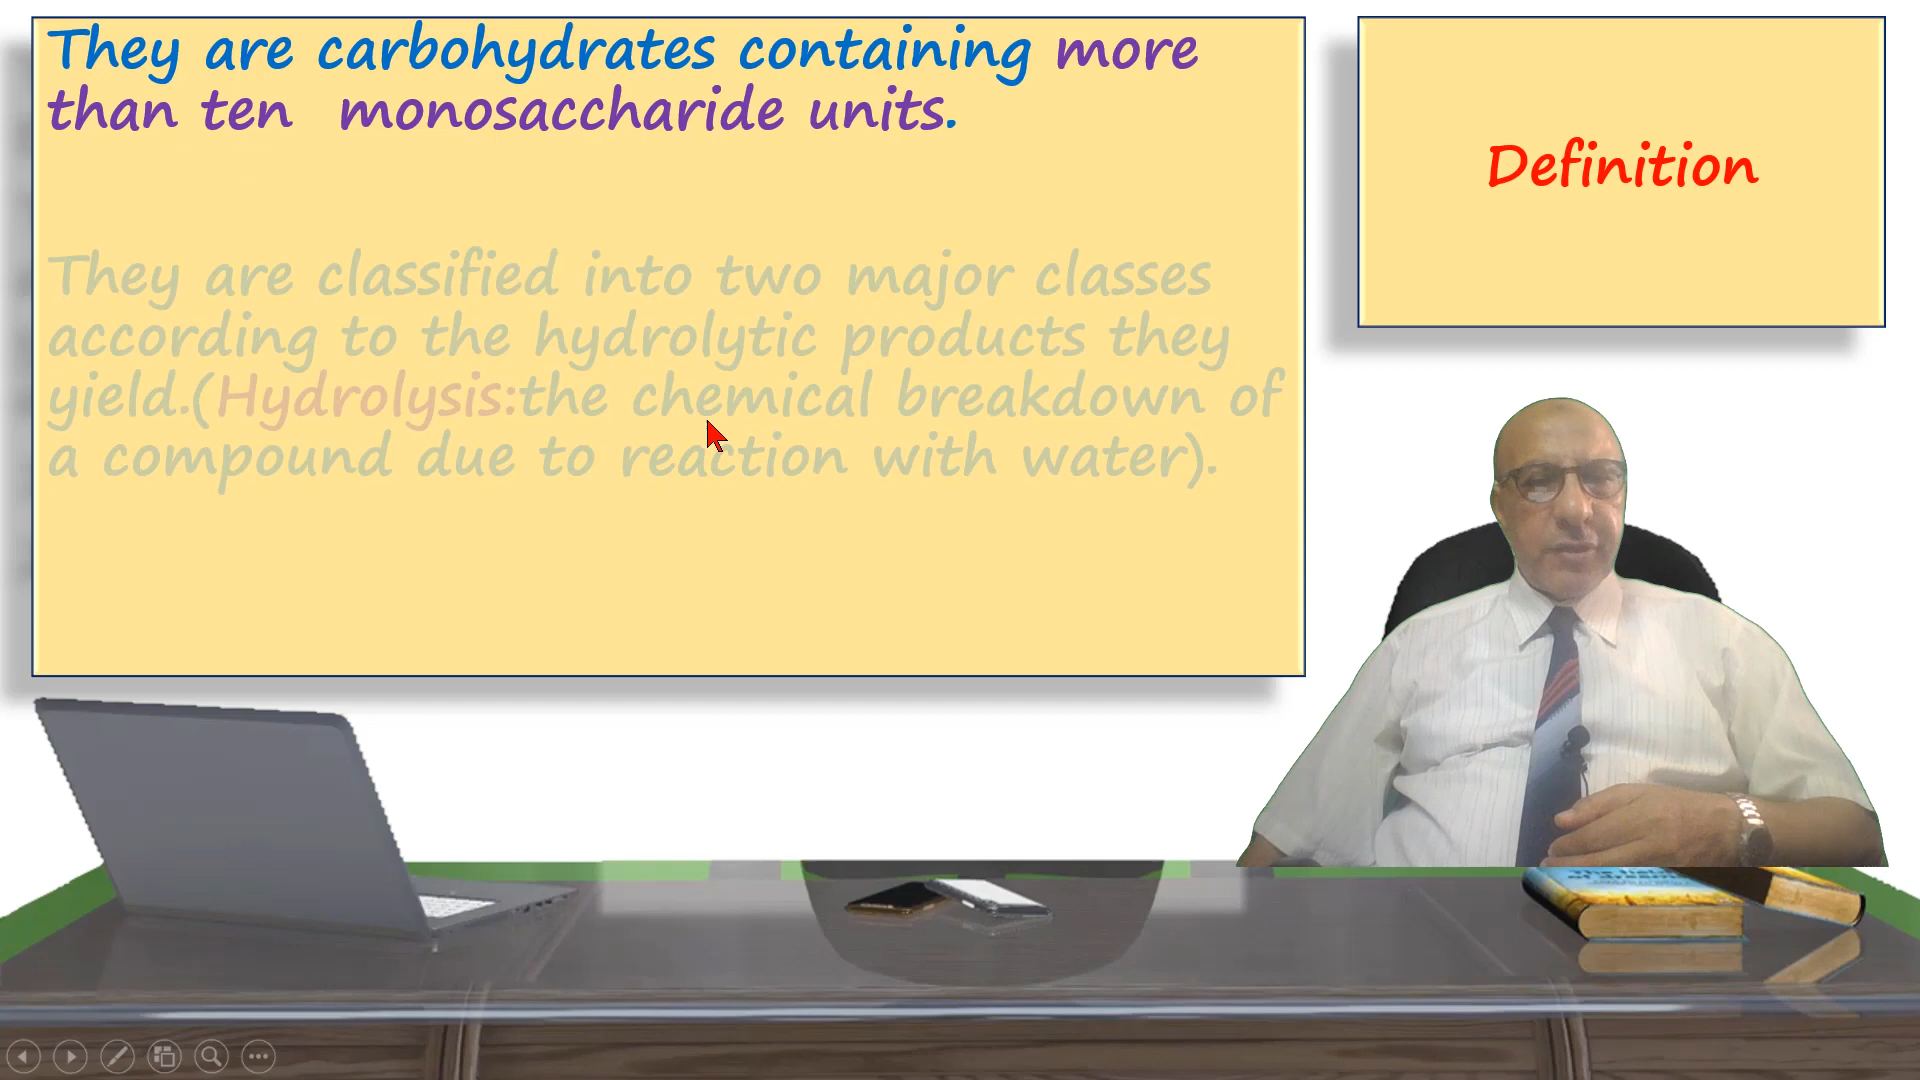 They are carbohydrates containing more
than ten monosaccharide units.
They are classified into two major classes
according to the hydrolytic products they
yield.(Hydrolysis:the chemical breakdown of
a compound due to reaction with water).
Definition